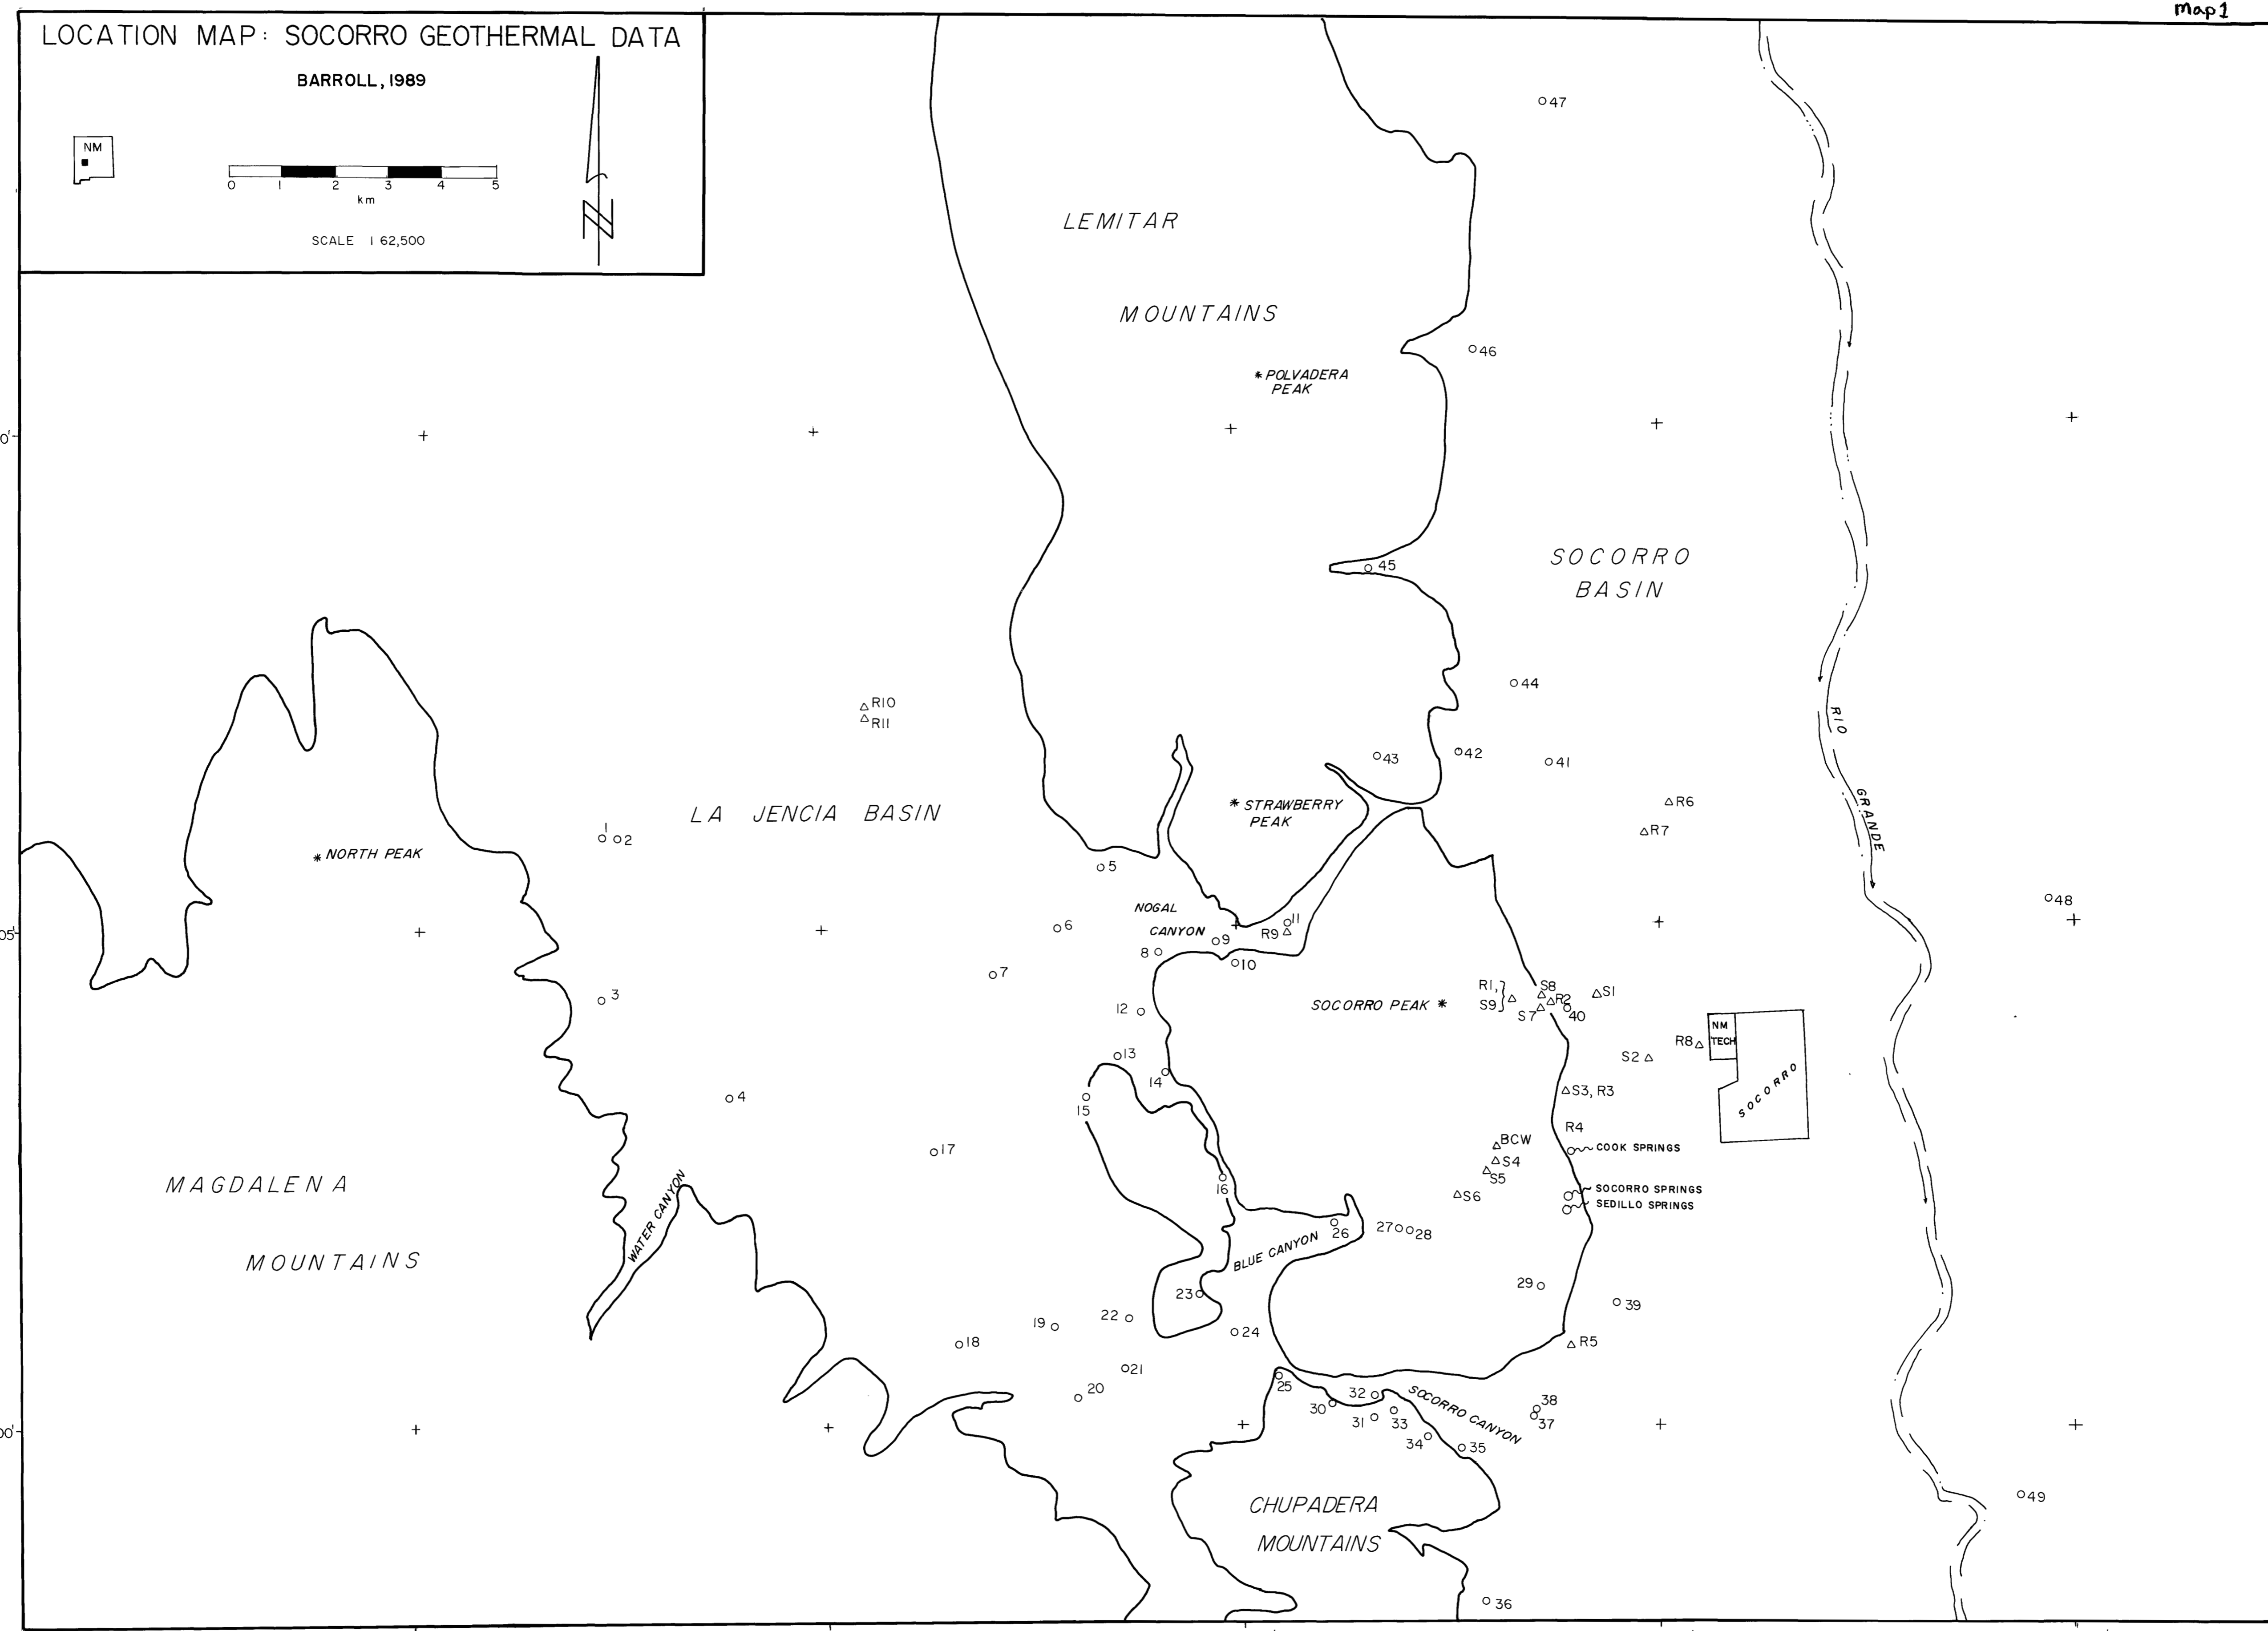 Map1
LOCATION MAP: SOCORRO GEOTHERMAL DATA
BARROLL, 1989
NM
0 1 2 3 4 5
km
SCALE 1 62,500
N
47
LEMITAR
MOUNTAINS
46
* POLVADERA
PEAK
0'
SOCORRO
BASIN
45
44
R10
R11
RIO
GRANDE
43
42
41
R6
R7
* STRAWBERRY
PEAK
LA JENCIA BASIN
1
2
* NORTH PEAK
5
48
NOGAL
CANYON
6
11
R9
9
8
10
05'
7
3
SOCORRO PEAK *
R1,
S9
S8
R2
S7
40
S1
12
NM
TECH
R8
S2
13
14
SOCORRO
S3, R3
4
15
R4
BCW
COOK SPRINGS
17
S4
S5
S6
16
SOCORRO SPRINGS
SEDILLO SPRINGS
MAGDALENA
MOUNTAINS
WATER CANYON
26
27
28
BLUE CANYON
29
39
23
22
19
24
18
R5
21
20
25
32
SOCORRO CANYON
30
31
33
38
37
34
35
00'
CHUPADERA
MOUNTAINS
49
36